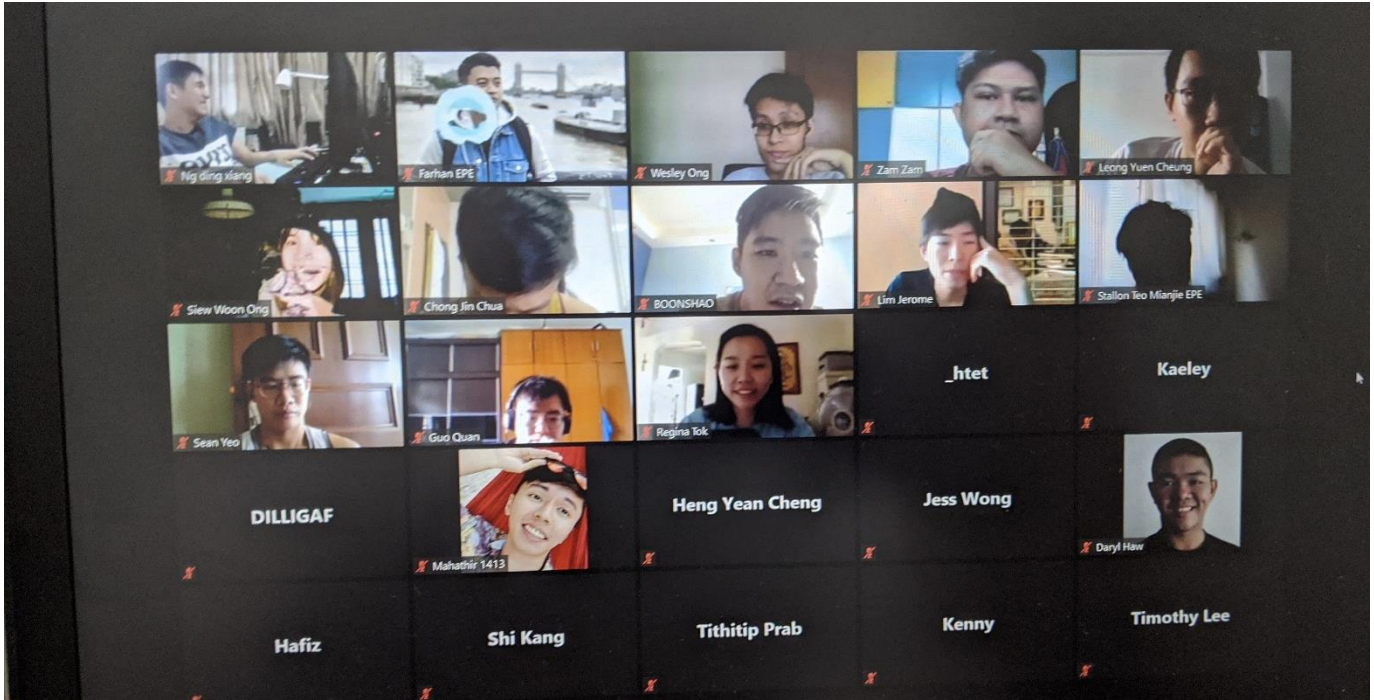 Ng ding xiang
Farhan EPE
Wesley Ong
Zam Zam
Leong Yuen Cheung
Siew Woon Ong
Chong Jin Chua
BOONSHAO
Lim Jerome
Stallon Teo Mianjie EPE
Sean Yeo
Guo Quan
Regina Tok
_htet
Kaeley
DILLIGAF
Mahathir 1413
Heng Yean Cheng
Jess Wong
Daryl Haw
Hafiz
Shi Kang
Tithitip Prab
Kenny
Timothy Lee